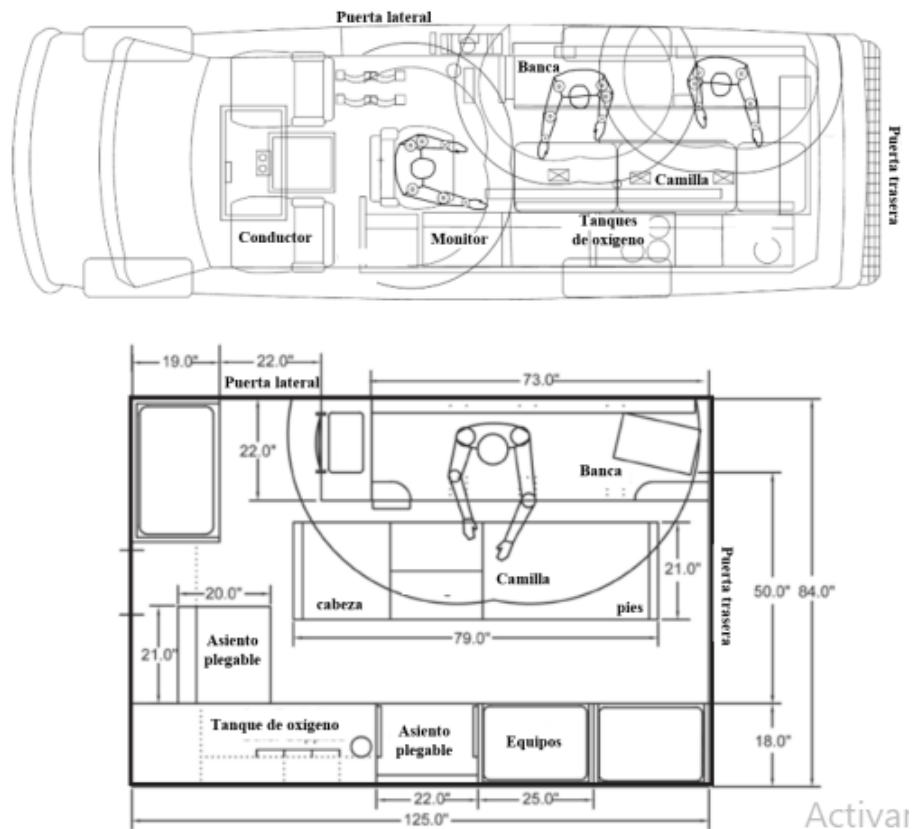 Puerta lateral
Banca
Puerta trasera
Camilla
Conductor
Monitor
Tanques
de oxígeno
19.0"
22.0"
73.0"
Puerta lateral
22.0"
Banca
Puerta trasera
20.0"
Camilla
21.0"
50.0"
84.0"
cabeza
pies
21.0"
Asiento
plegable
79.0"
Tanque de oxígeno
Asiento
plegable
Equipos
18.0"
22.0"
25.0"
125.0"
Activar